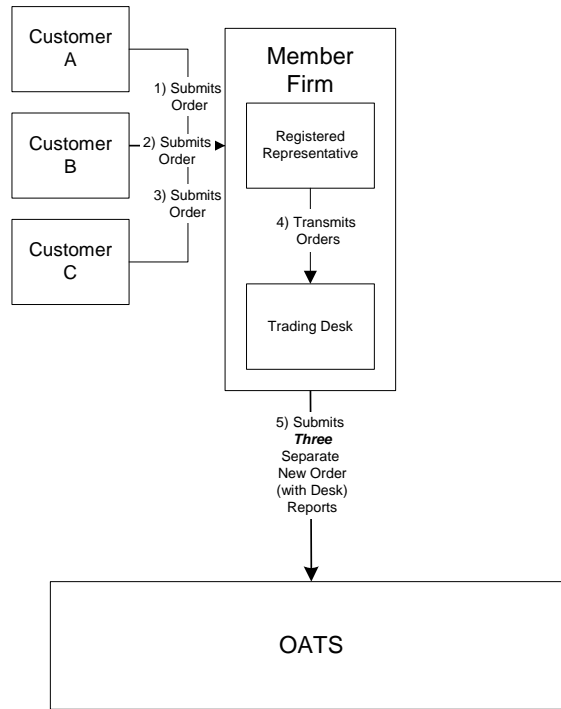 Customer
A
Customer
B
Customer
C
1) Submits
Order
2) Submits
Order
3) Submits
Order
Member
Firm
Registered
Representative
4) Transmits
Orders
Trading Desk
5) Submits
Three
Separate
New Order
(with Desk)
Reports
OATS